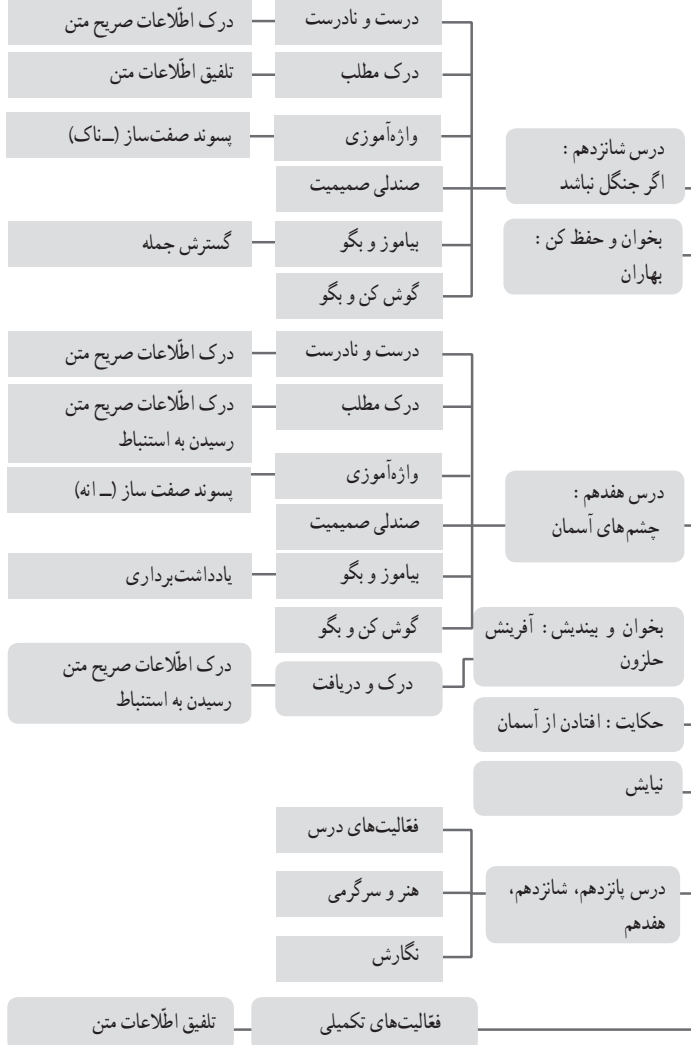 درس شانزدهم :
اگر جنگل نباشد
درست و نادرست
درک اطّلاعات صریح متن
درک مطلب
تلفیق اطّلاعات متن
واژه‌آموزی
پسوند صفت‌ساز (ــ ناک)
صندلی صمیمیت
بیاموز و بگو
گسترش جمله
گوش کن و بگو
بخوان و حفظ کن :
بهاران
درس هفدهم :
چشم‌های آسمان
درست و نادرست
درک اطّلاعات صریح متن
درک مطلب
درک اطّلاعات صریح متن
رسیدن به استنباط
واژه‌آموزی
پسوند صفت ساز (ــ انه)
صندلی صمیمیت
بیاموز و بگو
یادداشت‌برداری
گوش کن و بگو
بخوان و بیندیش : آفرینش
حلزون
درک و دریافت
درک اطّلاعات صریح متن
رسیدن به استنباط
حکایت : افتادن از آسمان
نیایش
درس پانزدهم، شانزدهم،
هفدهم
فعّالیت‌های درس
هنر و سرگرمی
نگارش
فعّالیت‌های تکمیلی
تلفیق اطّلاعات متن